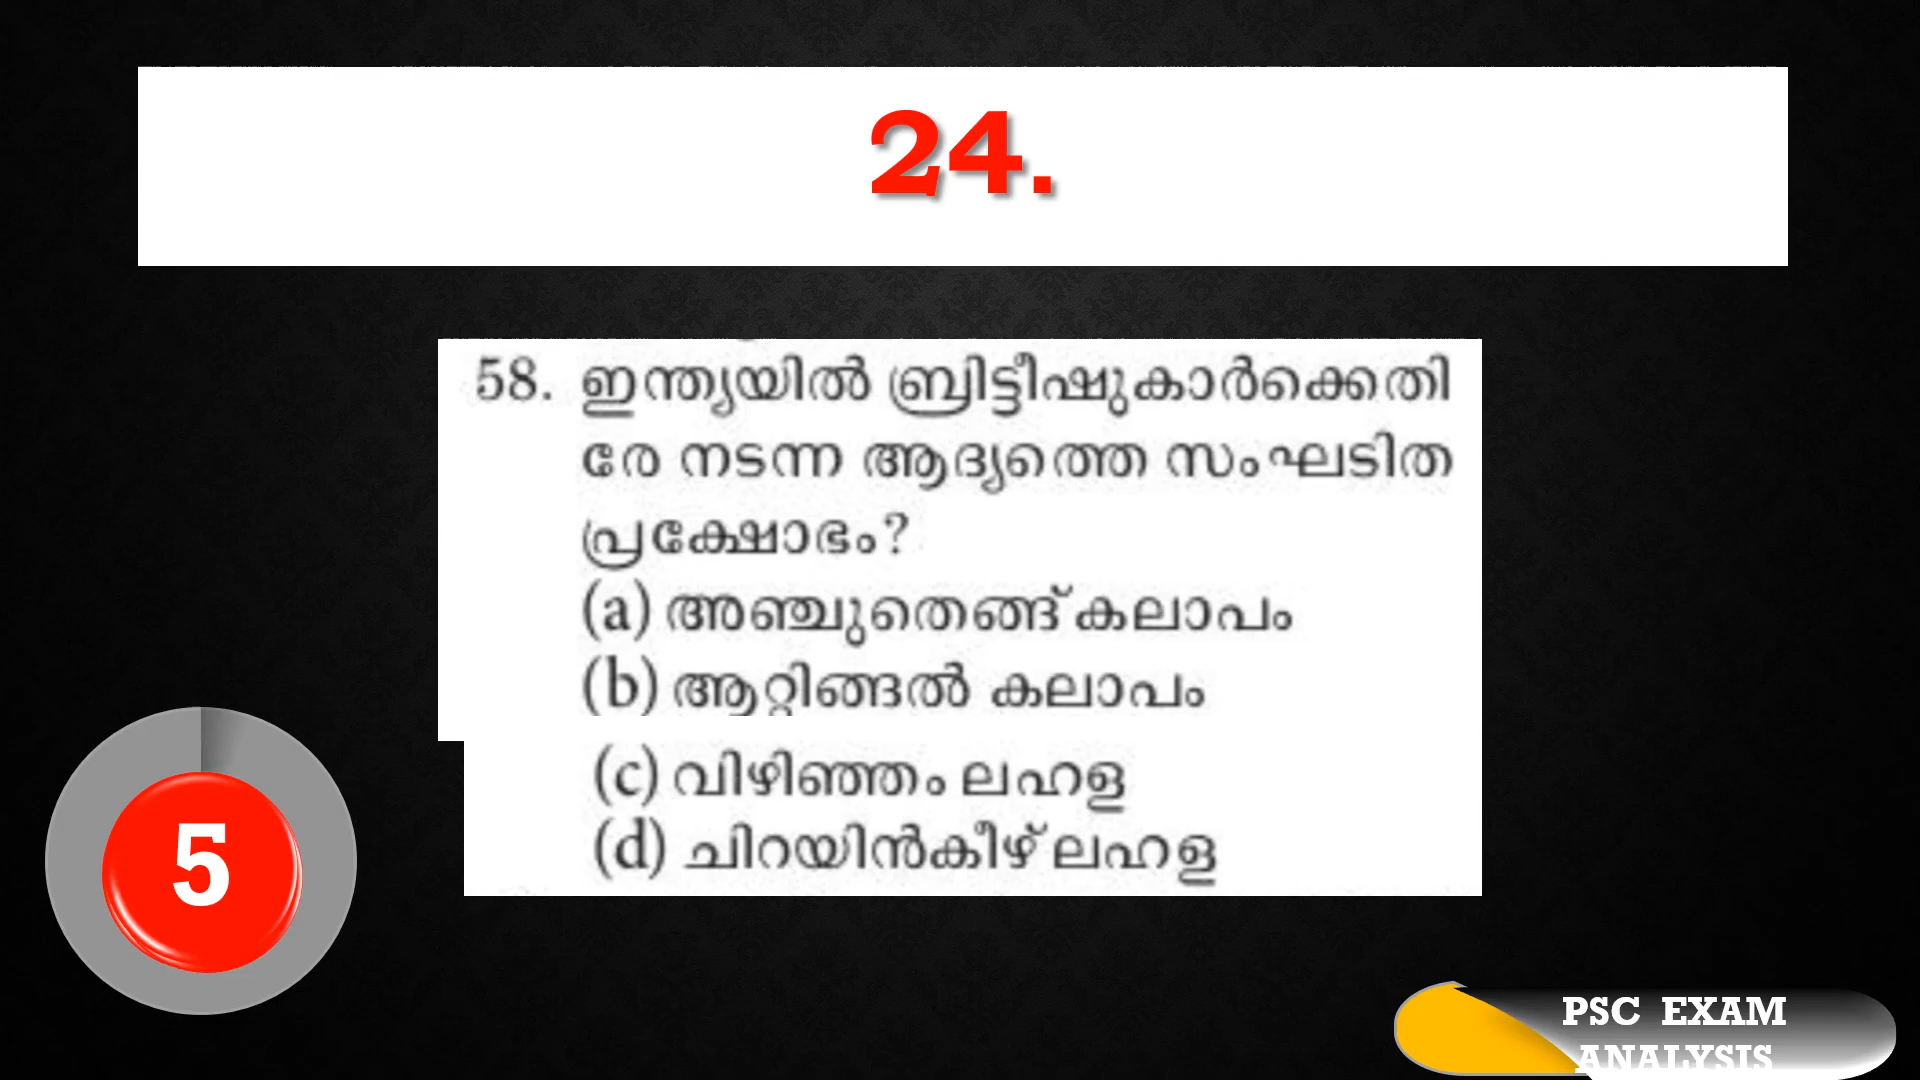 24.
58. ഇന്ത്യയിൽ ബ്രിട്ടീഷുകാർക്കെതി
രേ നടന്ന ആദ്യത്തെ സംഘടിത
പ്രക്ഷോഭം?
(a) അഞ്ചുതെങ്ങ് കലാപം
(b) ആറ്റിങ്ങൽ കലാപം
(c) വിഴിഞ്ഞം ലഹള
(d) ചിറയിൻകീഴ് ലഹള
5
PSC EXAM
ANALYSIS